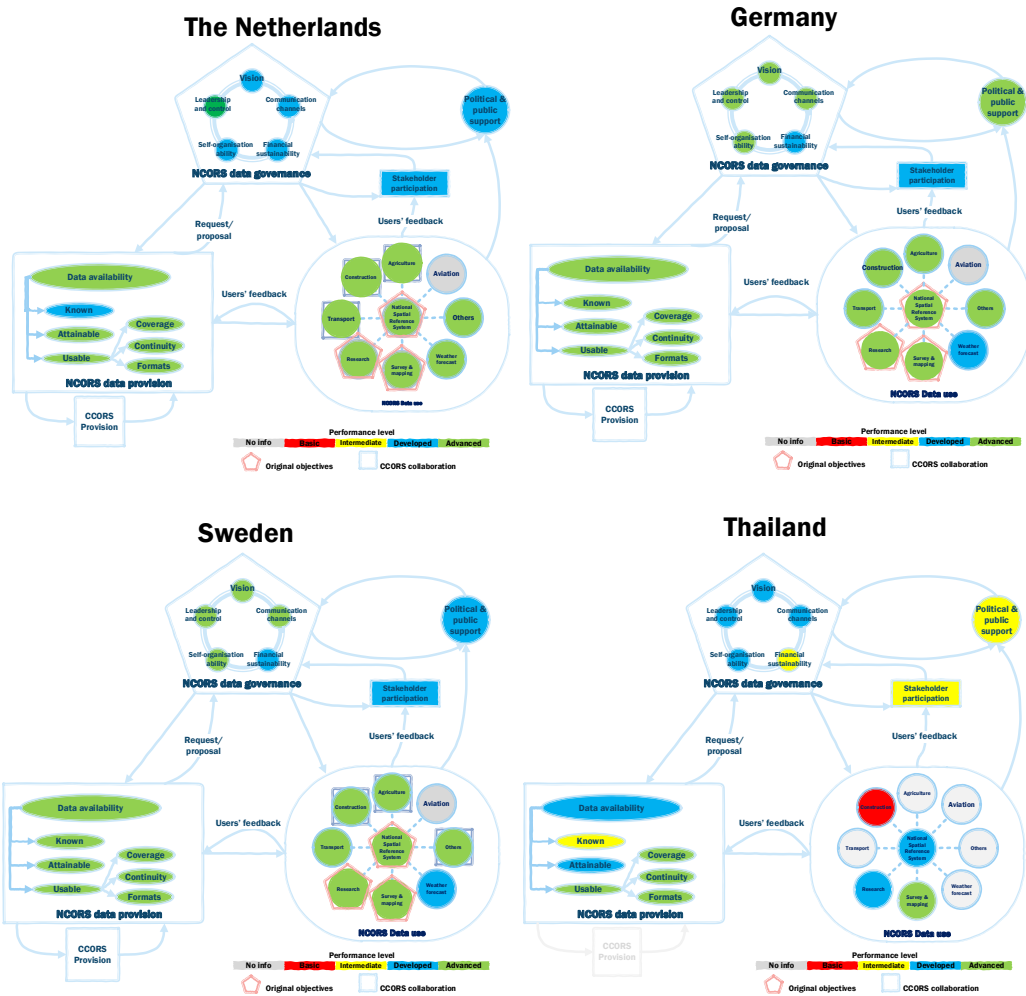 The Netherlands
Vision
Leadership
and control
Communication
channels
Self-organisation
ability
Financial
sustainability
NCORS data governance
Political &
public
support
Stakeholder
participation
Request/
proposal
Users' feedback
Data availability
Known
Attainable
Usable
Coverage
Continuity
Formats
NCORS data provision
CCORS
Provision
Users' feedback
Agriculture
Construction
Aviation
Transport
National
Spatial
Reference
System
Others
Research
Survey &
mapping
Weather
forecast
NCORS Data use
Performance level
No info Basic Intermediate Developed Advanced
Original objectives CCORS collaboration
Germany
Vision
Leadership
and control
Communication
channels
Self-organisation
ability
Financial
sustainability
NCORS data governance
Political &
public
support
Stakeholder
participation
Request/
proposal
Users' feedback
Data availability
Known
Attainable
Usable
Coverage
Continuity
Formats
NCORS data provision
CCORS
Provision
Users' feedback
Agriculture
Construction
Aviation
Transport
National
Spatial
Reference
System
Others
Research
Survey &
mapping
Weather
forecast
NCORS Data use
Performance level
No info Basic Intermediate Developed Advanced
Original objectives CCORS collaboration
Sweden
Vision
Leadership
and control
Communication
channels
Self-organisation
ability
Financial
sustainability
NCORS data governance
Political &
public
support
Stakeholder
participation
Request/
proposal
Users' feedback
Data availability
Known
Attainable
Usable
Coverage
Continuity
Formats
NCORS data provision
CCORS
Provision
Users' feedback
Agriculture
Construction
Aviation
Transport
National
Spatial
Reference
System
Others
Research
Survey &
mapping
Weather
forecast
NCORS Data use
Performance level
No info Basic Intermediate Developed Advanced
Original objectives CCORS collaboration
Thailand
Vision
Leadership
and control
Communication
channels
Self-organisation
ability
Financial
sustainability
NCORS data governance
Political &
public
support
Stakeholder
participation
Request/
proposal
Users' feedback
Data availability
Known
Attainable
Usable
Coverage
Continuity
Formats
NCORS data provision
CCORS
Provision
Users' feedback
Agriculture
Construction
Aviation
Transport
National
Spatial
Reference
System
Others
Research
Survey &
mapping
Weather
forecast
NCORS Data use
Performance level
No info Basic Intermediate Developed Advanced
Original objectives CCORS collaboration